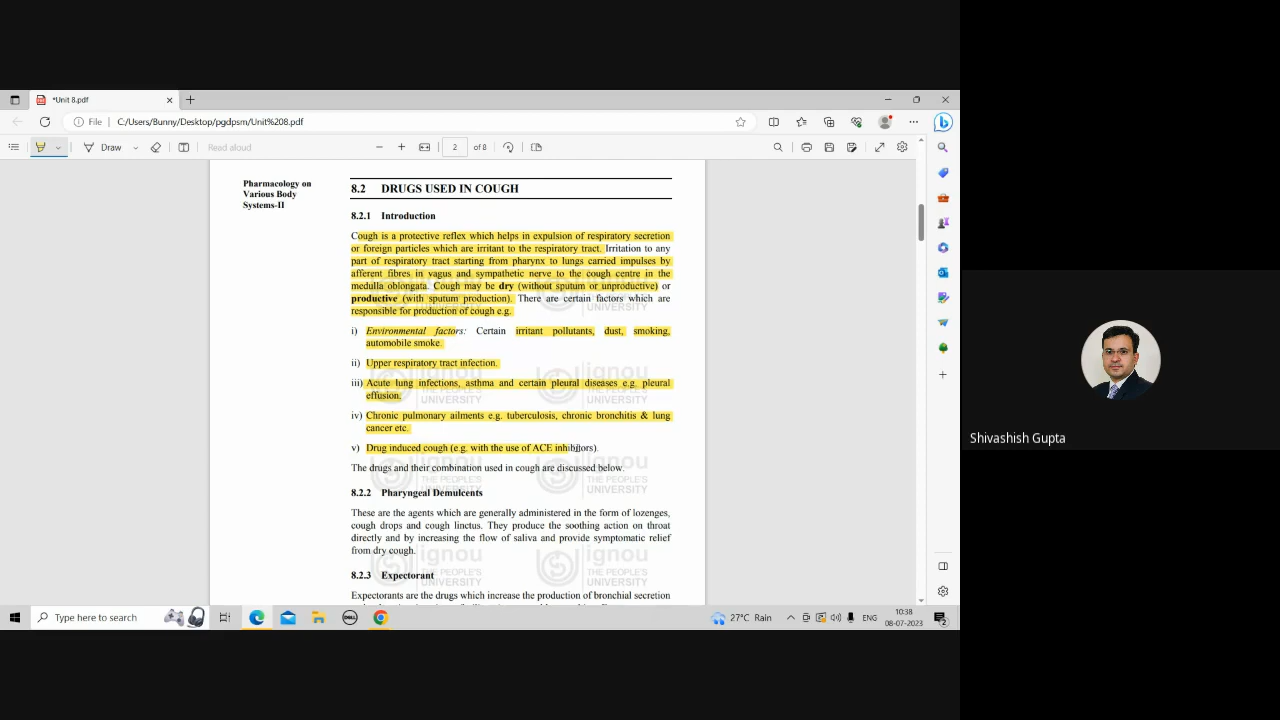 *Unit 8.pdf
File
C:/Users/Bunny/Desktop/pgdpsm/Unit%208.pdf
Draw
Read aloud
2 of 8
Pharmacology on
Various Body
Systems-II
8.2 DRUGS USED IN COUGH
8.2.1 Introduction
Cough is a protective reflex which helps in expulsion of respiratory secretion
or foreign particles which are irritant to the respiratory tract. Irritation to any
part of respiratory tract starting from pharynx to lungs carried impulses by
afferent fibres in vagus and sympathetic nerve to the cough centre in the
medulla oblongata. Cough may be dry (without sputum or unproductive) or
productive (with sputum production). There are certain factors which are
responsible for production of cough e.g.
i) Environmental factors: Certain irritant pollutants, dust, smoking,
automobile smoke.
ii) Upper respiratory tract infection.
iii) Acute lung infections, asthma and certain pleural diseases e.g. pleural
effusion.
iv) Chronic pulmonary ailments e.g. tuberculosis, chronic bronchitis & lung
cancer etc.
v) Drug induced cough (e.g. with the use of ACE inhibitors).
The drugs and their combination used in cough are discussed below.
8.2.2 Pharyngeal Demulcents
These are the agents which are generally administered in the form of lozenges,
cough drops and cough linctus. They produce the soothing action on throat
directly and by increasing the flow of saliva and provide symptomatic relief
from dry cough.
8.2.3 Expectorant
Expectorants are the drugs which increase the production of bronchial secretion
ignou
THE PEOPLE'S
UNIVERSITY
Shivashish Gupta
Type here to search
DELL
27°C Rain
ENG
10:38
08-07-2023
2